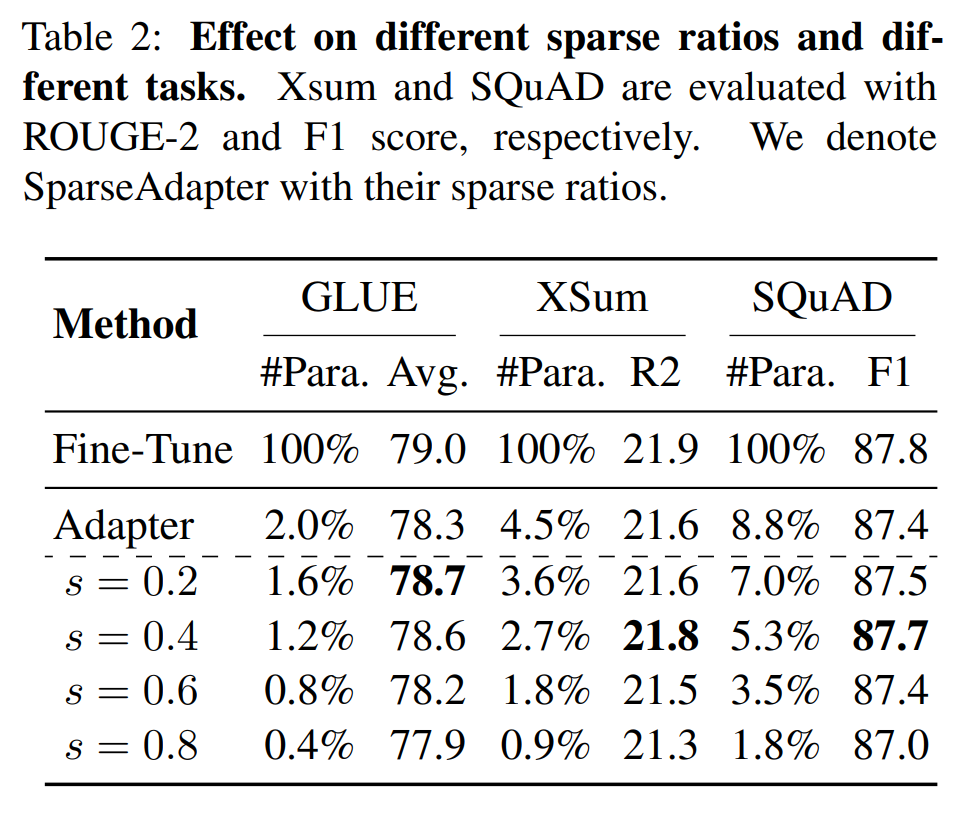 Table 2: Effect on different sparse ratios and dif-
ferent tasks. Xsum and SQuAD are evaluated with
ROUGE-2 and F1 score, respectively. We denote
SparseAdapter with their sparse ratios.
Method GLUE XSum SQuAD
#Para. Avg. #Para. R2 #Para. F1
Fine-Tune 100% 79.0 100% 21.9 100% 87.8
Adapter 2.0% 78.3 4.5% 21.6 8.8% 87.4
s = 0.2 1.6% 78.7 3.6% 21.6 7.0% 87.5
s = 0.4 1.2% 78.6 2.7% 21.8 5.3% 87.7
s = 0.6 0.8% 78.2 1.8% 21.5 3.5% 87.4
s = 0.8 0.4% 77.9 0.9% 21.3 1.8% 87.0